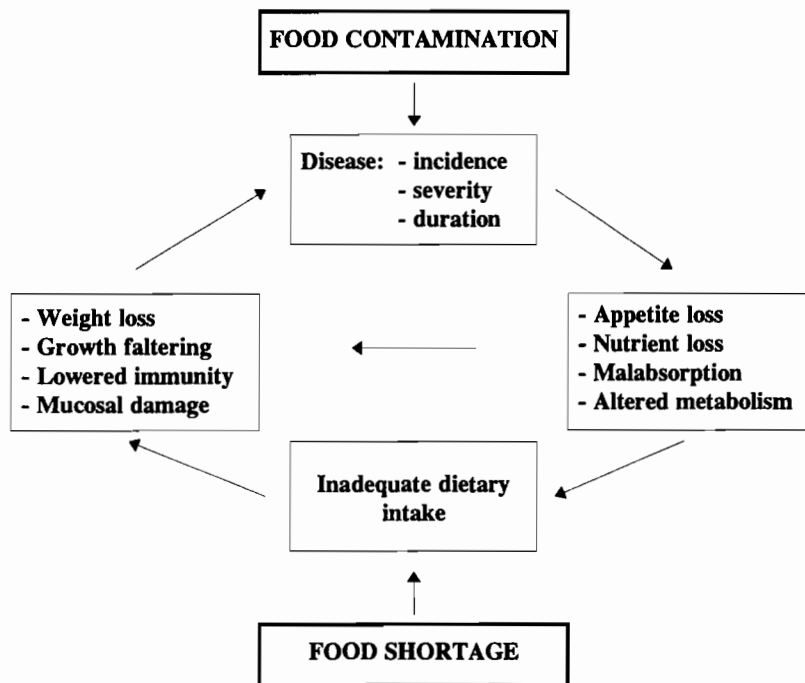 FOOD CONTAMINATION
Disease: - incidence
- severity
- duration
- Weight loss
- Growth faltering
- Lowered immunity
- Mucosal damage
- Appetite loss
- Nutrient loss
- Malabsorption
- Altered metabolism
Inadequate dietary
intake
FOOD SHORTAGE